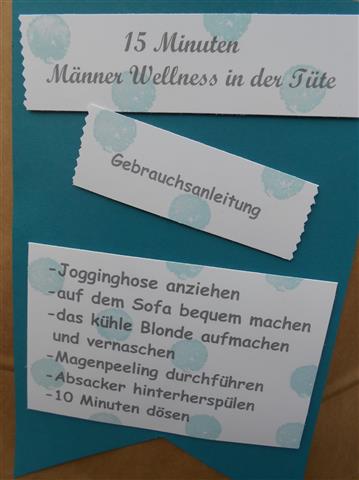 15 Minuten
Männer Wellness in der Tüte
Gebrauchsanleitung
-Jogginghose anziehen
-auf dem Sofa bequem machen
-das kühle Blonde aufmachen
und vernaschen
-Magenpeeling durchführen
-Absacker hinterherspülen
-10 Minuten dösen